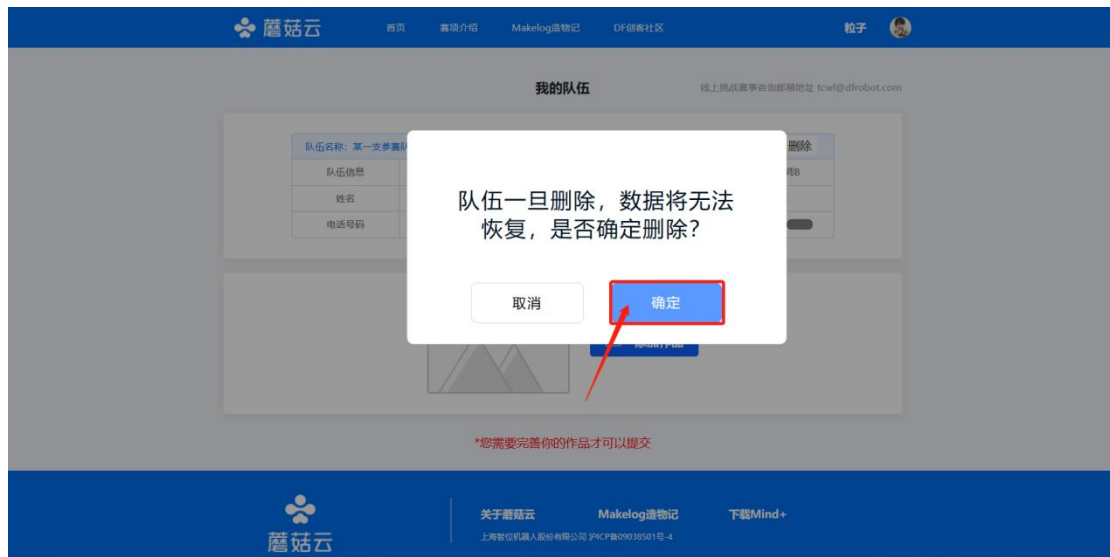 蘑菇云 首页 赛项介绍 Makelog造物记 DF创客社区 粒子
我的队伍 线上挑战赛事咨询邮箱地址 tcwl@dfrobot.com
队伍名称：某一支参赛队 删除
队伍信息 师B
姓名
电话号码
队伍一旦删除，数据将无法
恢复，是否确定删除？
取消 确定
添加作品
*您需要完善你的作品才可以提交
关于蘑菇云 Makelog造物记 下载Mind+
蘑菇云 上海智位机器人股份有限公司 沪ICP备09038501号-4